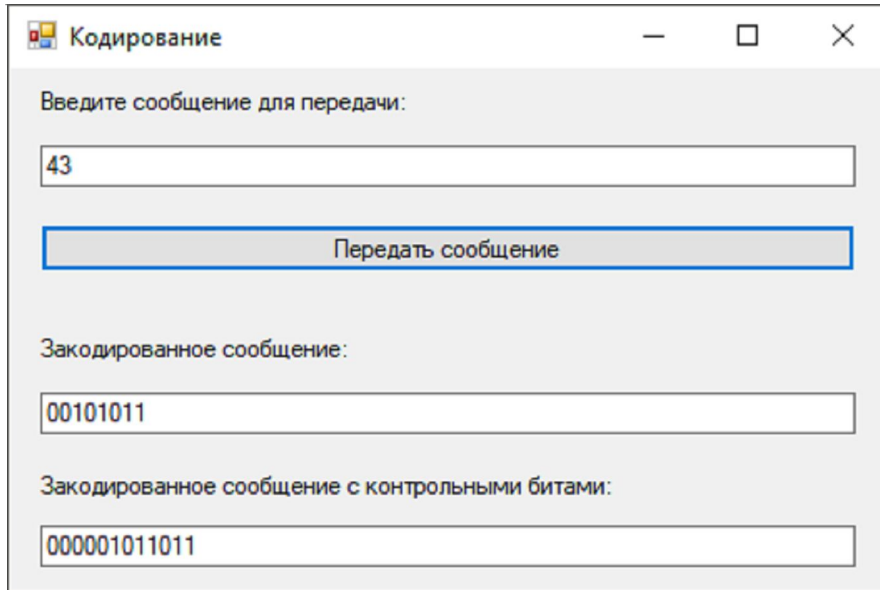 Кодирование
Введите сообщение для передачи:
43
Передать сообщение
Закодированное сообщение:
00101011
Закодированное сообщение с контрольными битами:
000001011011